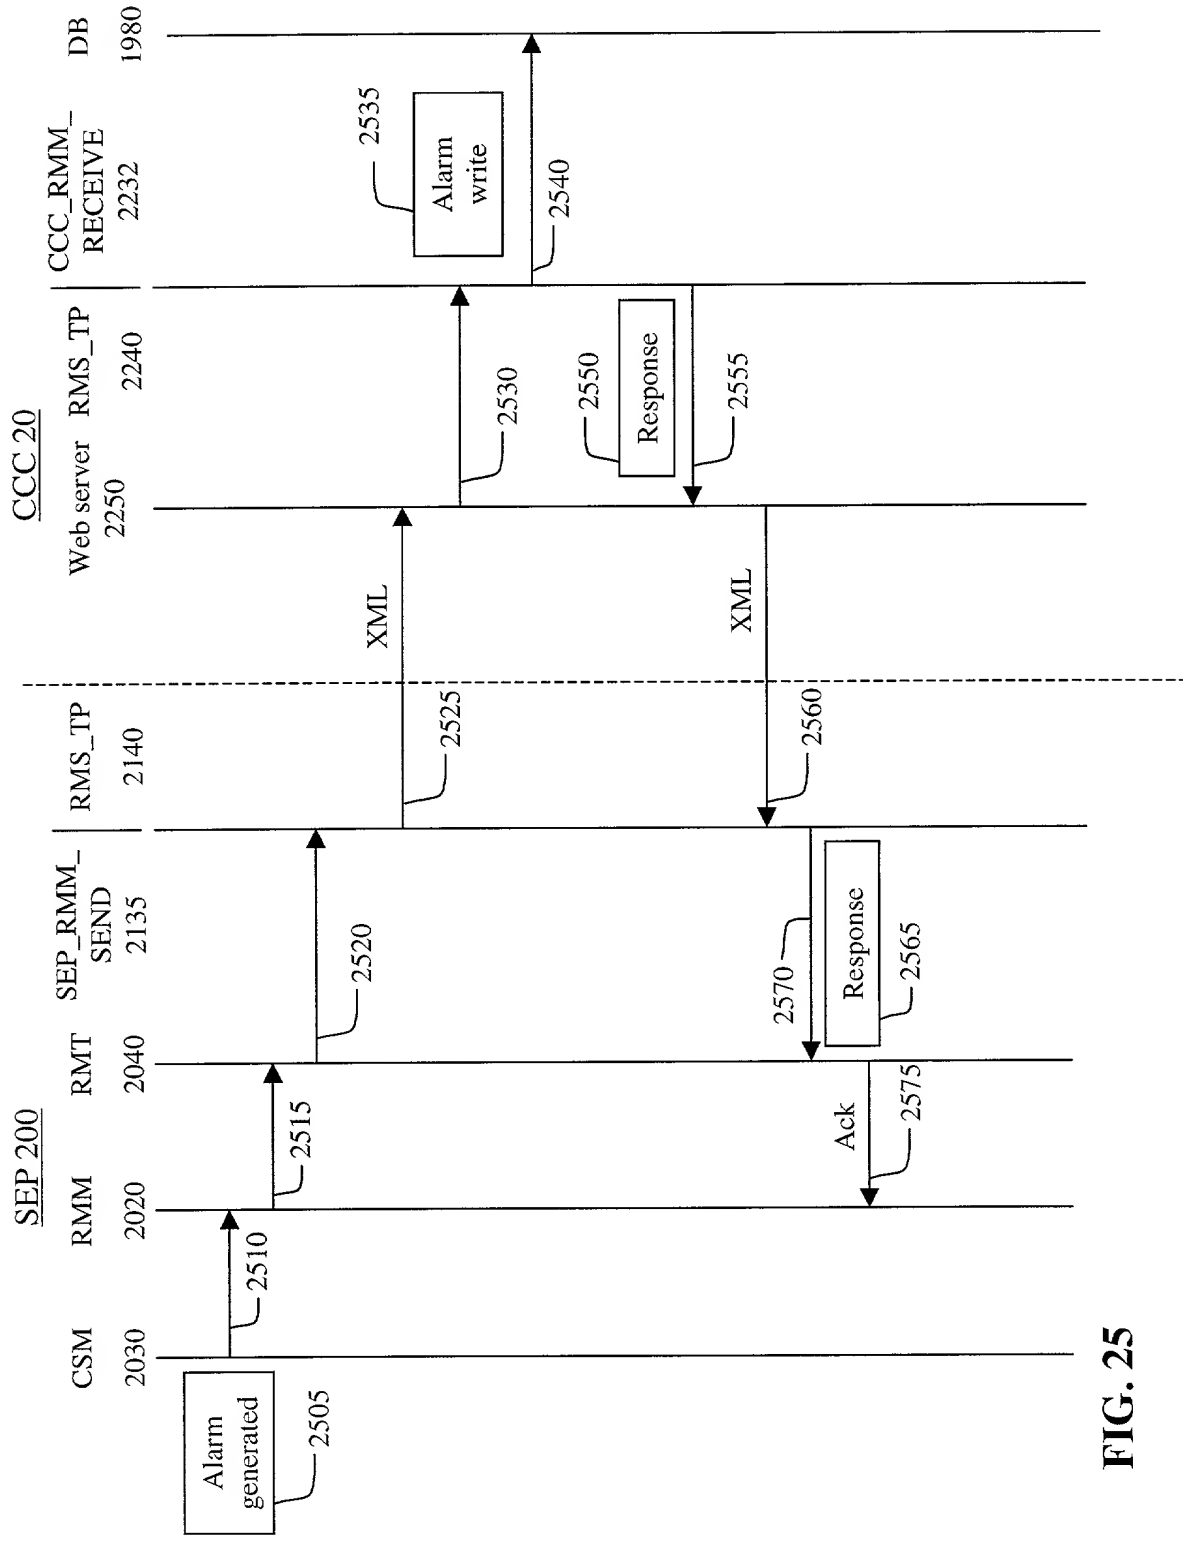 SEP 200
CCC 20
CSM
2030
RMM
2020
RMT
2040
SEP_RMM_
SEND
2135
RMS_TP
2140
Web server
2250
RMS_TP
2240
CCC_RMM_
RECEIVE
2232
DB
1980
Alarm
generated
2505
2510
2515
2520
2525
XML
2530
2535
Alarm
write
2540
2550
Response
2555
XML
2560
2570
Response
2565
Ack
2575
FIG. 25